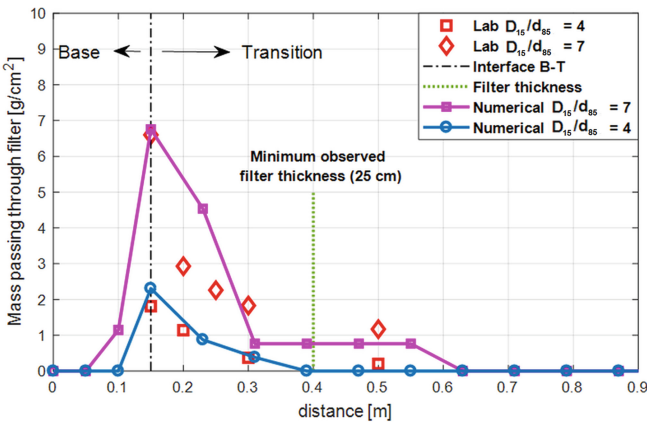 10
9
8
7
6
5
4
3
2
1
0
Mass passing through filter [g/cm²]
Base
Transition
Lab D₁₅/d₈₅ = 4
Lab D₁₅/d₈₅ = 7
Interface B-T
Filter thickness
Numerical D₁₅/d₈₅ = 7
Numerical D₁₅/d₈₅ = 4
Minimum observed
filter thickness (25 cm)
0 0.1 0.2 0.3 0.4 0.5 0.6 0.7 0.8 0.9
distance [m]